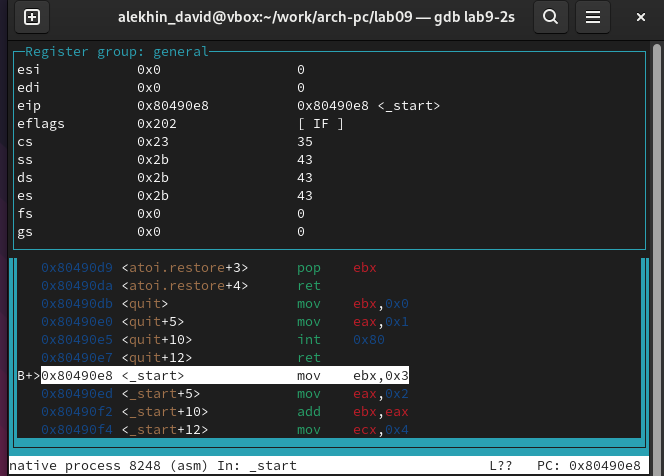 alekhin_david@vbox:~/work/arch-pc/lab09 — gdb lab9-2s
Register group: general
esi 0x0 0
edi 0x0 0
eip 0x80490e8 0x80490e8 <_start>
eflags 0x202 [ IF ]
cs 0x23 35
ss 0x2b 43
ds 0x2b 43
es 0x2b 43
fs 0x0 0
gs 0x0 0
0x80490d9 <atoi.restore+3> pop ebx
0x80490da <atoi.restore+4> ret
0x80490db <quit> mov ebx,0x0
0x80490e0 <quit+5> mov eax,0x1
0x80490e5 <quit+10> int 0x80
0x80490e7 <quit+12> ret
B+>0x80490e8 <_start> mov ebx,0x3
0x80490ed <_start+5> mov eax,0x2
0x80490f2 <_start+10> add ebx,eax
0x80490f4 <_start+12> mov ecx,0x4
native process 8248 (asm) In: _start L?? PC: 0x80490e8